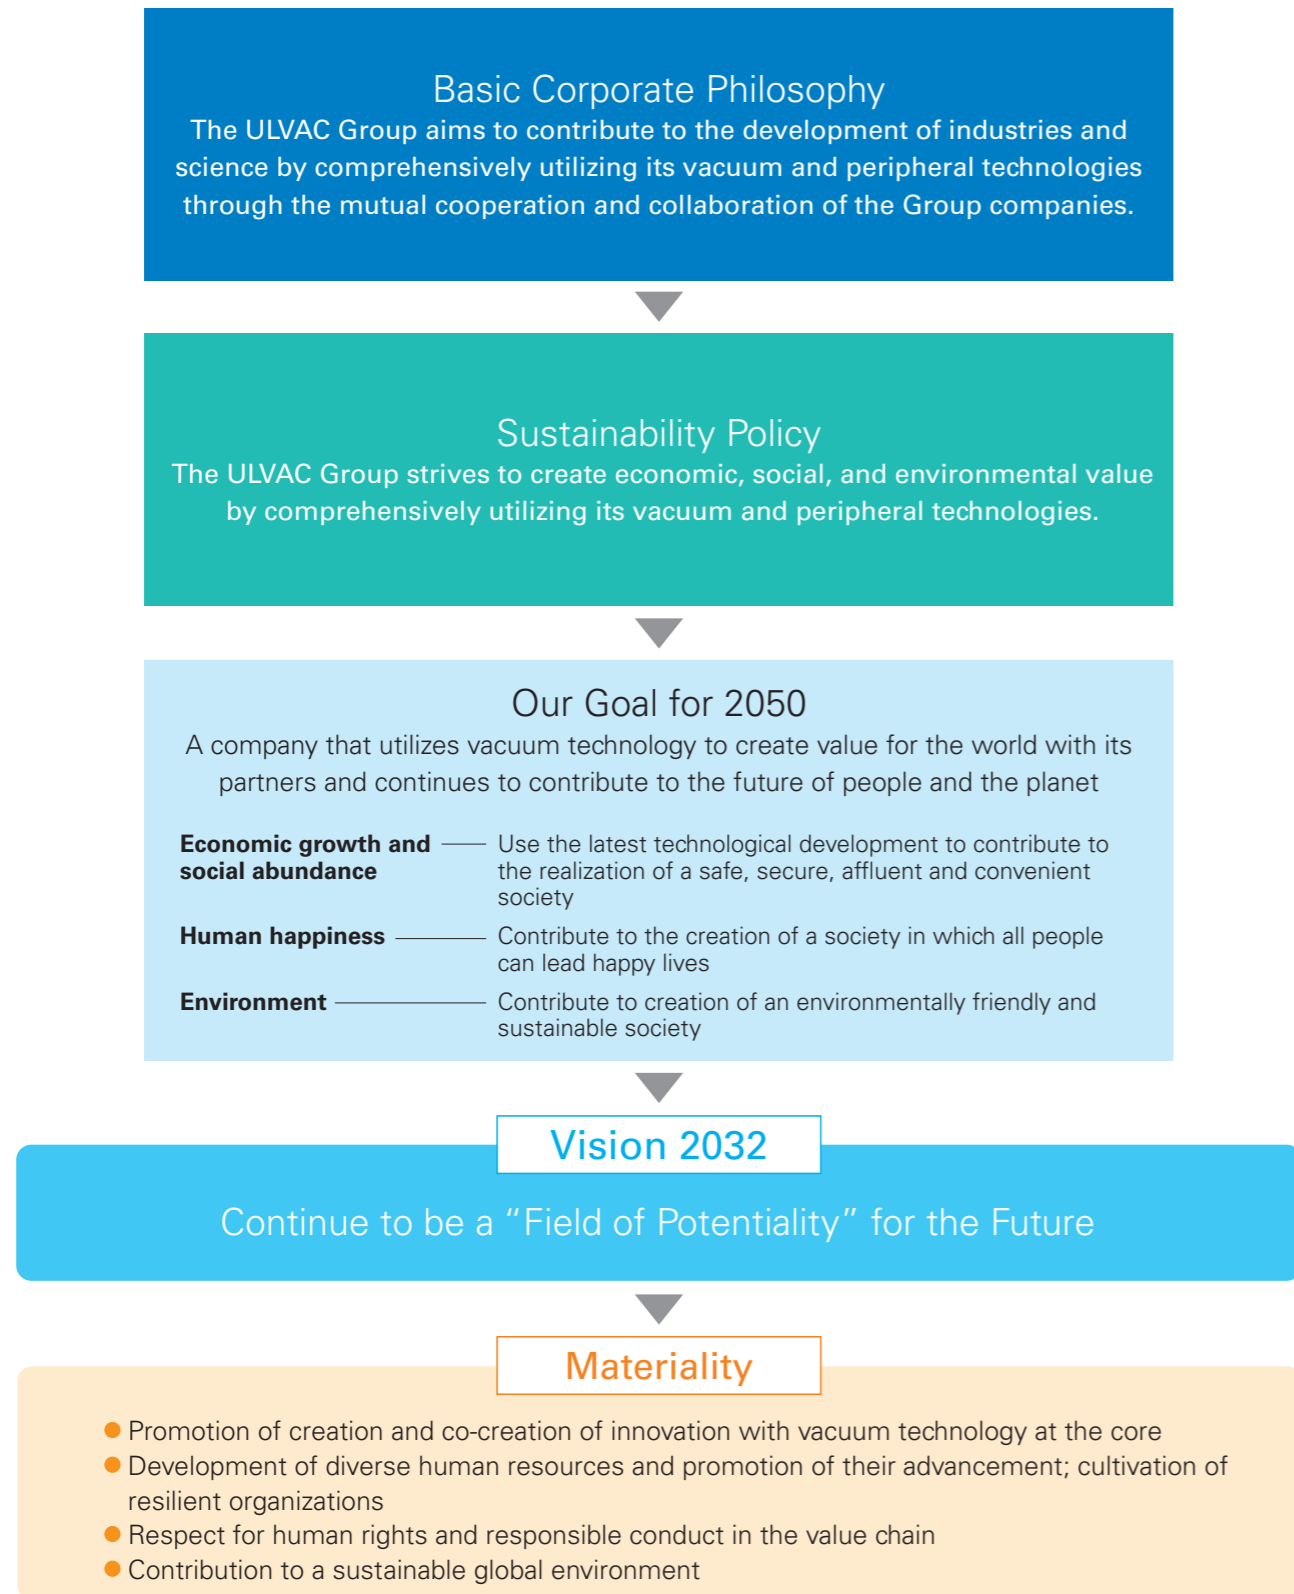 Basic Corporate Philosophy
The ULVAC Group aims to contribute to the development of industries and
science by comprehensively utilizing its vacuum and peripheral technologies
through the mutual cooperation and collaboration of the Group companies.
Sustainability Policy
The ULVAC Group strives to create economic, social, and environmental value
by comprehensively utilizing its vacuum and peripheral technologies.
Our Goal for 2050
A company that utilizes vacuum technology to create value for the world with its
partners and continues to contribute to the future of people and the planet
Economic growth and
social abundance
Use the latest technological development to contribute to
the realization of a safe, secure, affluent and convenient
society
Human happiness
Contribute to the creation of a society in which all people
can lead happy lives
Environment
Contribute to creation of an environmentally friendly and
sustainable society
Vision 2032
Continue to be a “Field of Potentiality” for the Future
Materiality
● Promotion of creation and co-creation of innovation with vacuum technology at the core
● Development of diverse human resources and promotion of their advancement; cultivation of
resilient organizations
● Respect for human rights and responsible conduct in the value chain
● Contribution to a sustainable global environment